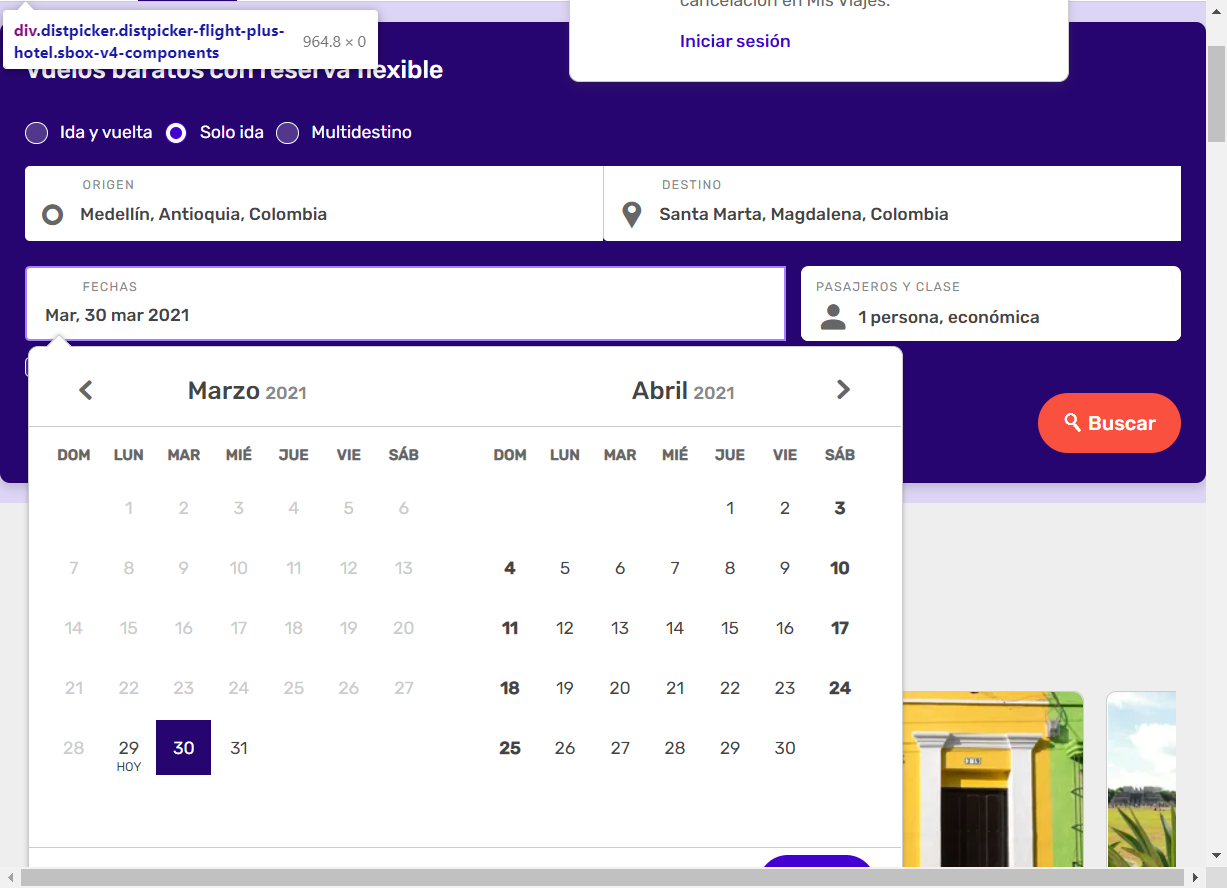 cancelación en Mis Viajes.
Iniciar sesión
div.distpicker.distpicker-flight-plus-
hotel.sbox-v4-components
964.8 × 0
Vuelos baratos con reserva flexible
Ida y vuelta Solo ida Multidestino
ORIGEN DESTINO
Medellín, Antioquia, Colombia Santa Marta, Magdalena, Colombia
FECHAS PASAJEROS Y CLASE
Mar, 30 mar 2021 1 persona, económica
Marzo 2021 Abril 2021
Buscar
DOM LUN MAR MIÉ JUE VIE SÁB DOM LUN MAR MIÉ JUE VIE SÁB
1 2 3 4 5 6 1 2 3
7 8 9 10 11 12 13 4 5 6 7 8 9 10
14 15 16 17 18 19 20 11 12 13 14 15 16 17
21 22 23 24 25 26 27 18 19 20 21 22 23 24
28 29 30 31 25 26 27 28 29 30
HOY